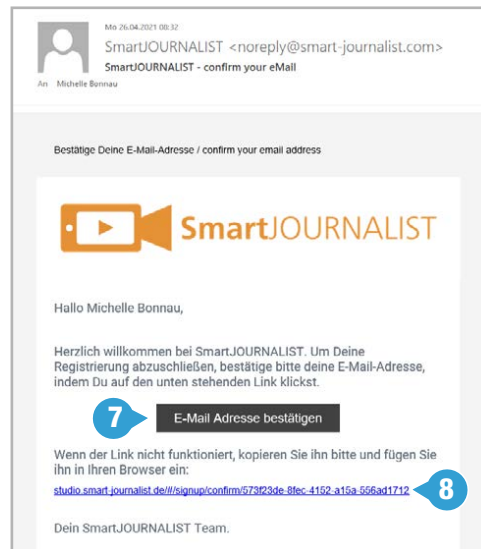 Mo 26.04.2021 00:32
SmartJOURNALIST <noreply@smart-journalist.com>
SmartJOURNALIST - confirm your eMail
An Michelle Bonnau
Bestätige Deine E-Mail-Adresse / confirm your email address
SmartJOURNALIST
Hallo Michelle Bonnau,
Herzlich willkommen bei SmartJOURNALIST. Um Deine
Registrierung abzuschließen, bestätige bitte deine E-Mail-Adresse,
indem Du auf den unten stehenden Link klickst.
7 E-Mail Adresse bestätigen
Wenn der Link nicht funktioniert, kopieren Sie ihn bitte und fügen Sie
ihn in Ihren Browser ein:
studio.smart-journalist.de/#/signup/confirm/573f23de-8fec-4152-a15a-556ad1712 8
Dein SmartJOURNALIST Team.